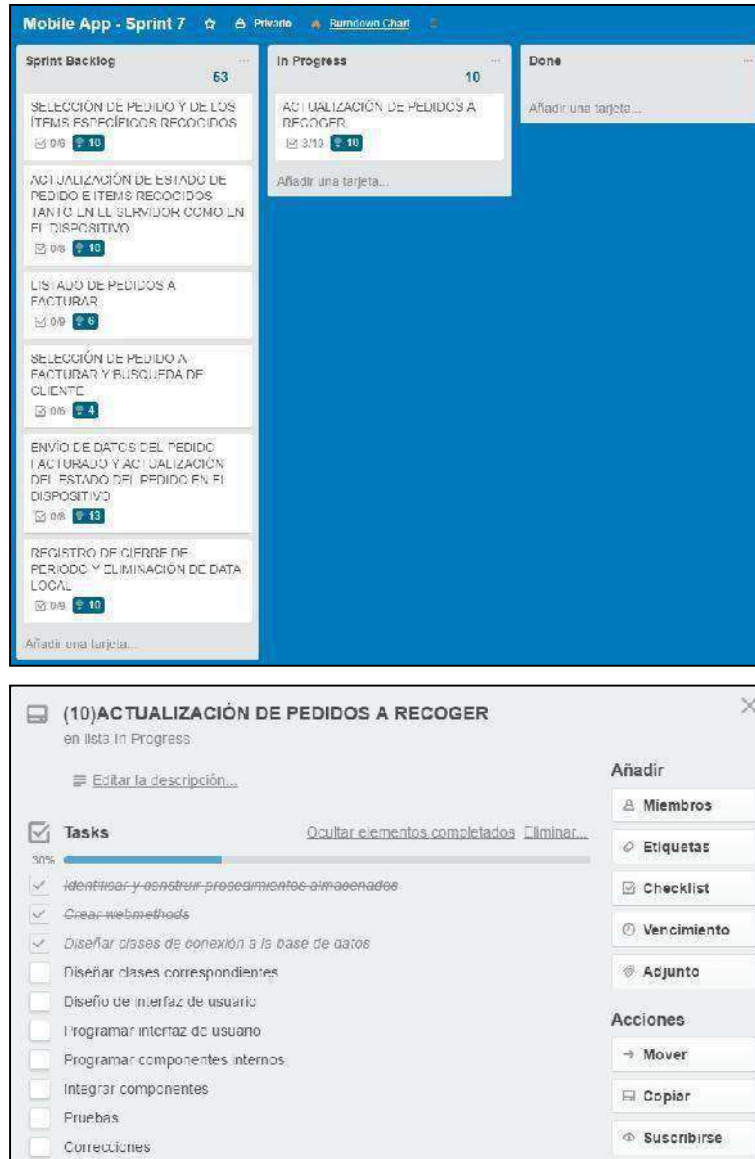 Mobile App - Sprint 7 Privado Burndown Chart
Sprint Backlog
53
SELECCIÓN DE PEDIDO Y DE LOS
ÍTEMS ESPECÍFICOS RECOGIDOS
0/6 10
ACTUALIZACIÓN DE ESTADO DE
PEDIDO E ITEMS RECOGIDOS
TANTO EN EL SERVIDOR COMO EN
EL DISPOSITIVO
0/8 10
LISTADO DE PEDIDOS A
FACTURAR
0/9 6
SELECCIÓN DE PEDIDO A
FACTURAR Y BUSQUEDA DE
CLIENTE
0/6 4
ENVÍO DE DATOS DEL PEDIDO
FACTURADO Y ACTUALIZACIÓN
DEL ESTADO DEL PEDIDO EN EL
DISPOSITIVO
0/8 13
REGISTRO DE CIERRE DE
PERIODO Y ELIMINACIÓN DE DATA
LOCAL
0/9 10
Añadir una tarjeta...
In Progress
10
ACTUALIZACIÓN DE PEDIDOS A
RECOGER
3/10 10
Añadir una tarjeta...
Done
Añadir una tarjeta...
(10)ACTUALIZACIÓN DE PEDIDOS A RECOGER
en lista In Progress
Editar la descripción...
Tasks Ocultar elementos completados Eliminar...
30%
Identificar y construir procedimientos almacenados
Crear webmethods
Diseñar clases de conexión a la base de datos
Diseñar clases correspondientes
Diseño de interfaz de usuario
Programar interfaz de usuario
Programar componentes internos
Integrar componentes
Pruebas
Correcciones
Añadir
Miembros
Etiquetas
Checklist
Vencimiento
Adjunto
Acciones
Mover
Copiar
Suscribirse